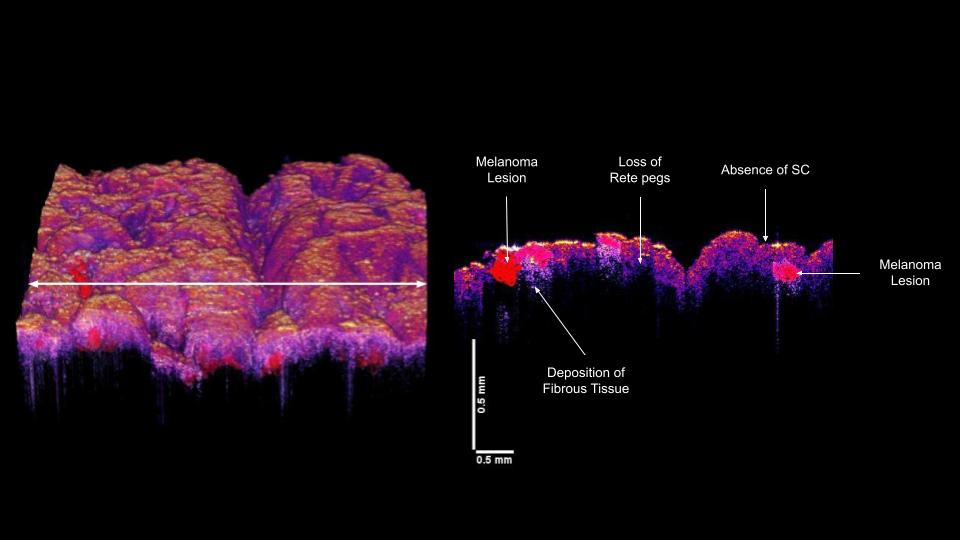 Melanoma
Lesion
Loss of
Rete pegs
Absence of SC
Melanoma
Lesion
Deposition of
Fibrous Tissue
0.5 mm
0.5 mm